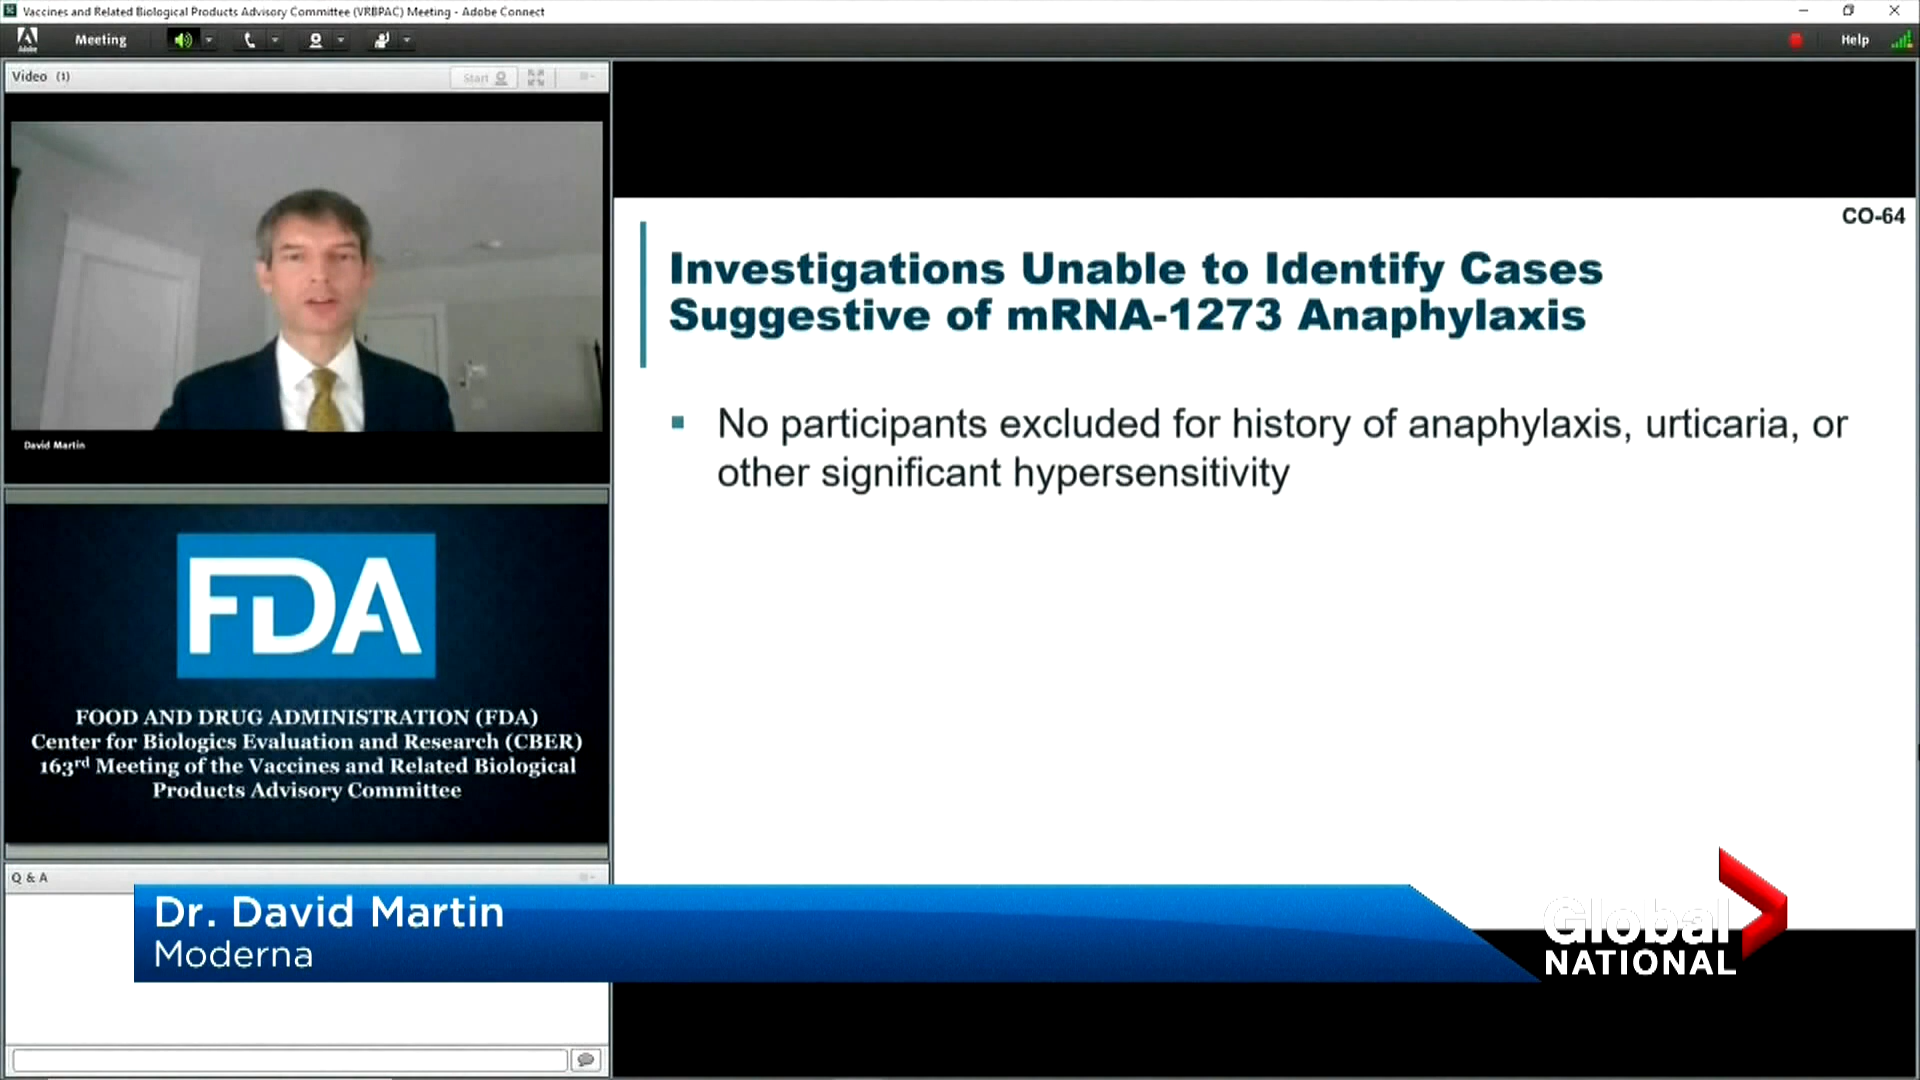 Vaccines and Related Biological Products Advisory Committee (VRBPAC) Meeting - Adobe Connect
Adobe
Meeting
Help
Video (1)
Start
David Martin
FDA
FOOD AND DRUG ADMINISTRATION (FDA)
Center for Biologics Evaluation and Research (CBER)
163rd Meeting of the Vaccines and Related Biological
Products Advisory Committee
Q & A
CO-64
Investigations Unable to Identify Cases
Suggestive of mRNA-1273 Anaphylaxis
No participants excluded for history of anaphylaxis, urticaria, or
other significant hypersensitivity
Dr. David Martin
Moderna
Global
NATIONAL